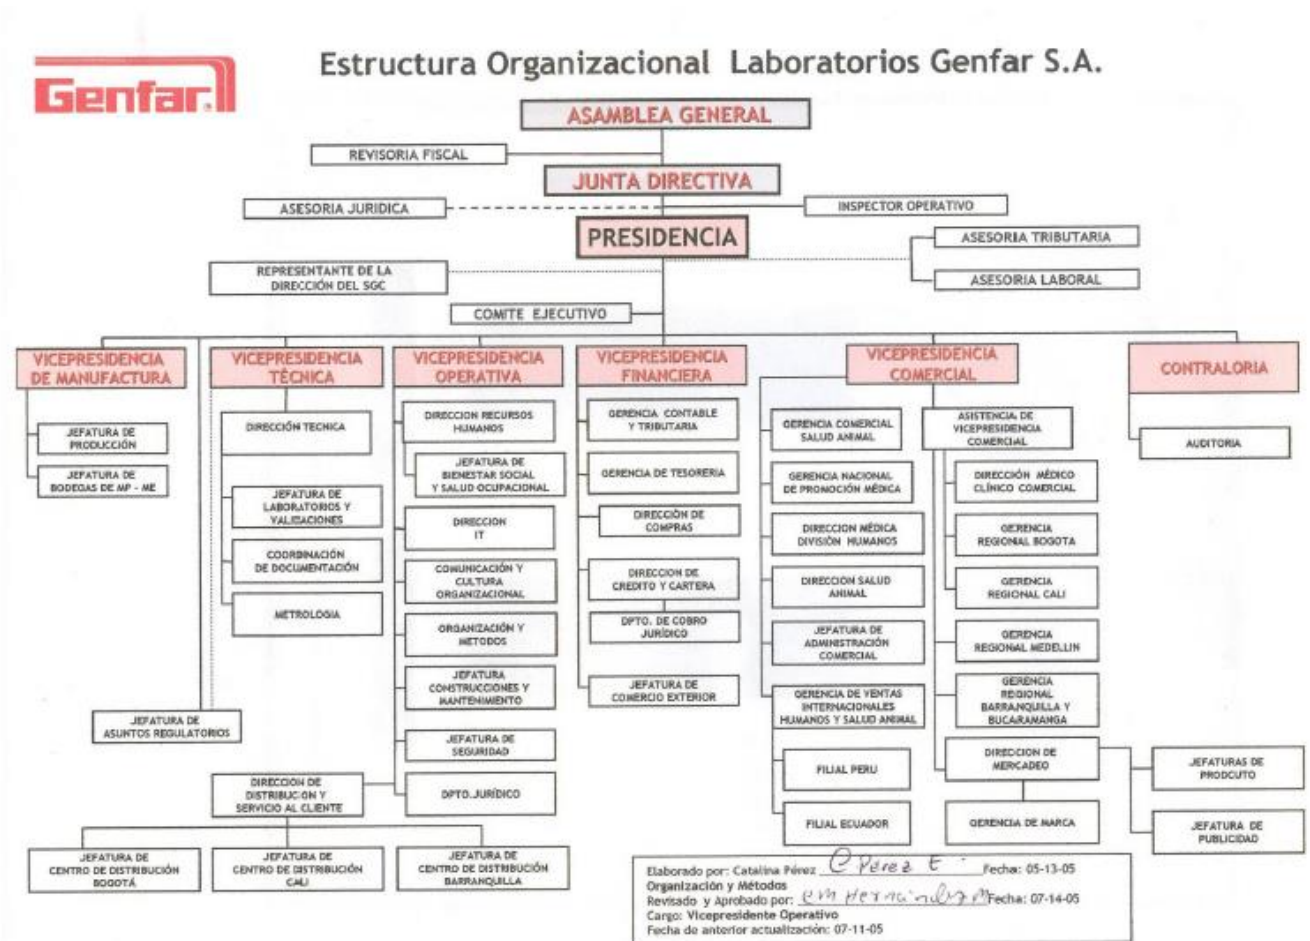 Genfar
Estructura Organizacional Laboratorios Genfar S.A.
ASAMBLEA GENERAL
REVISORIA FISCAL
JUNTA DIRECTIVA
ASESORIA JURIDICA
INSPECTOR OPERATIVO
PRESIDENCIA
ASESORIA TRIBUTARIA
REPRESENTANTE DE LA
DIRECCIÓN DEL SGC
ASESORIA LABORAL
COMITE EJECUTIVO
VICEPRESIDENCIA
DE MANUFACTURA
VICEPRESIDENCIA
TÉCNICA
VICEPRESIDENCIA
OPERATIVA
VICEPRESIDENCIA
FINANCIERA
VICEPRESIDENCIA
COMERCIAL
CONTRALORIA
JEFATURA DE
PRODUCCIÓN
JEFATURA DE
BODEGAS DE MP - ME
DIRECCIÓN TECNICA
JEFATURA DE
LABORATORIOS Y
VALIDACIONES
COORDINACIÓN
DE DOCUMENTACIÓN
METROLOGIA
JEFATURA DE
ASUNTOS REGULATORIOS
DIRECCION RECURSOS
HUMANOS
JEFATURA DE
BIENESTAR SOCIAL
Y SALUD OCUPACIONAL
DIRECCION
IT
COMUNICACIÓN Y
CULTURA
ORGANIZACIONAL
ORGANIZACIÓN Y
METODOS
JEFATURA
CONSTRUCCIONES Y
MANTENIMIENTO
JEFATURA DE
SEGURIDAD
DPTO.JURÍDICO
DIRECCION DE
DISTRIBUCION Y
SERVICIO AL CLIENTE
JEFATURA DE
CENTRO DE DISTRIBUCIÓN
BOGOTÁ
JEFATURA DE
CENTRO DE DISTRIBUCIÓN
CALI
JEFATURA DE
CENTRO DE DISTRIBUCIÓN
BARRANQUILLA
GERENCIA CONTABLE
Y TRIBUTARIA
GERENCIA DE TESORERIA
DIRECCIÓN DE
COMPRAS
DIRECCION DE
CREDITO Y CARTERA
DPTO. DE COBRO
JURÍDICO
JEFATURA DE
COMERCIO EXTERIOR
GERENCIA COMERCIAL
SALUD ANIMAL
GERENCIA NACIONAL
DE PROMOCIÓN MÉDICA
DIRECCION MÉDICA
DIVISIÓN HUMANOS
DIRECCION SALUD
ANIMAL
JEFATURA DE
ADMINISTRACIÓN
COMERCIAL
GERENCIA DE VENTAS
INTERNACIONALES
HUMANOS Y SALUD ANIMAL
FILIAL PERU
FILIAL ECUADOR
ASISTENCIA DE
VICEPRESIDENCIA
COMERCIAL
DIRECCIÓN MÉDICO
CLÍNICO COMERCIAL
GERENCIA
REGIONAL BOGOTA
GERENCIA
REGIONAL CALI
GERENCIA
REGIONAL MEDELLIN
GERENCIA
REGIONAL
BARRANQUILLA Y
BUCARAMANGA
DIRECCION DE
MERCADEO
GERENCIA DE MARCA
JEFATURAS DE
PRODCUTO
JEFATURA DE
PUBLICIDAD
AUDITORIA
Elaborado por: Catalina Pérez C Pérez E Fecha: 05-13-05
Organización y Métodos
Revisado y Aprobado por: Fecha: 07-14-05
Cargo: Vicepresidente Operativo
Fecha de anterior actualización: 07-11-05